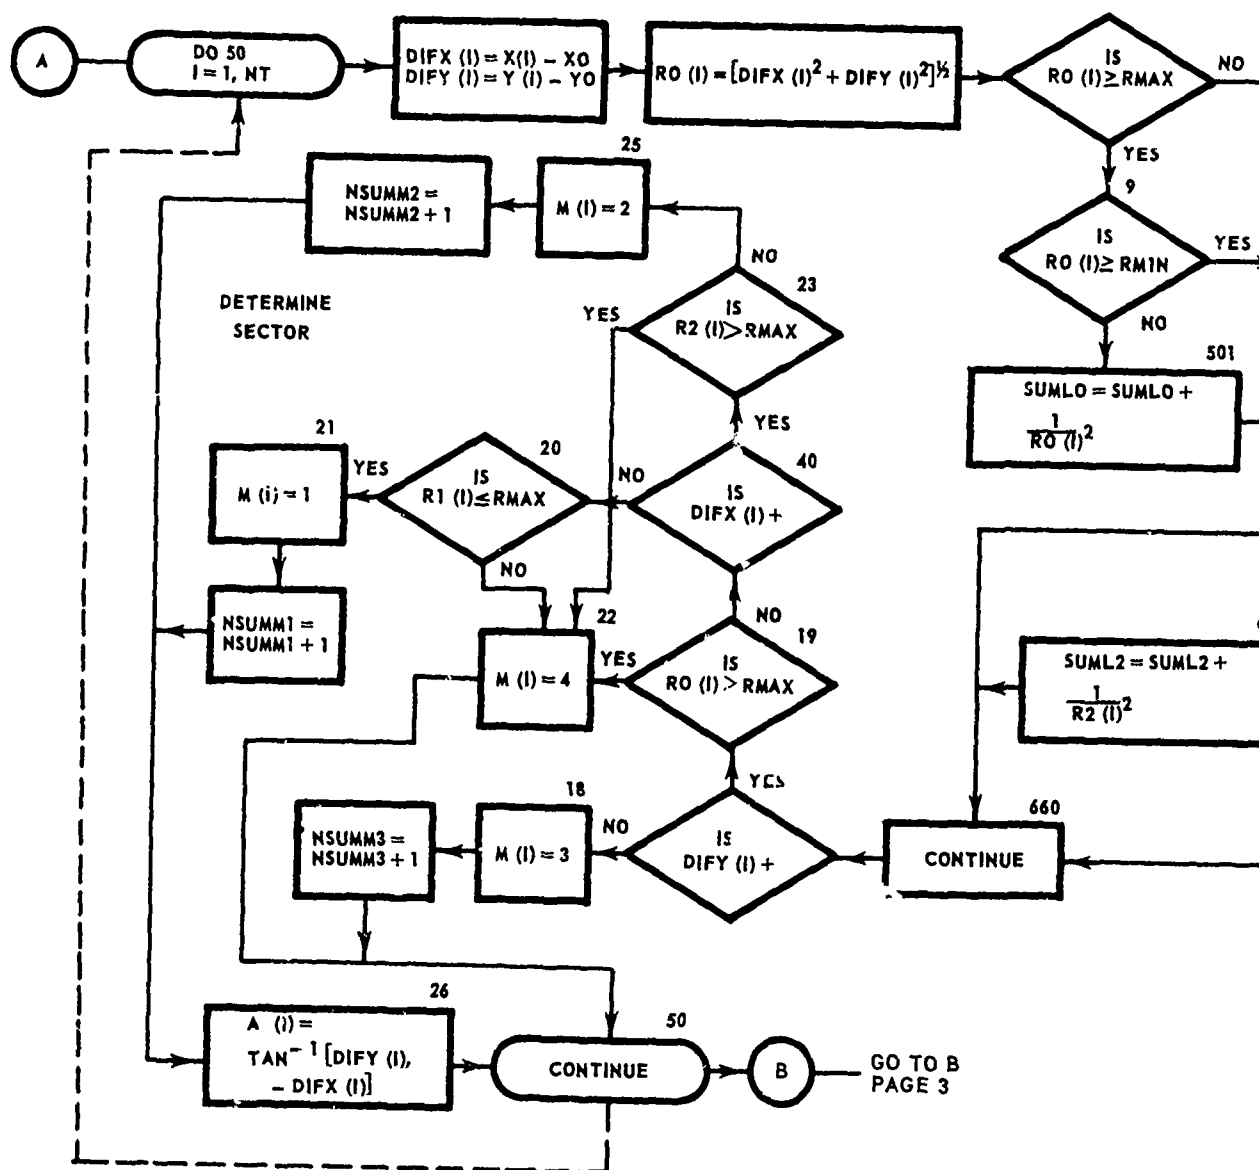 A
DO 50
I = 1, NT
DIFX (I) = X(I) - XO
DIFY (I) = Y (I) - YO
RO (I) = [DIFX (I)² + DIFY (I)²]½
IS
RO (I) ≥ RMAX
NO
YES
9
IS
RO (I) ≥ RMIN
YES
NO
501
SUMLO = SUMLO +
1
RO (I)²
25
NSUMM2 =
NSUMM2 + 1
M (I) = 2
NO
23
IS
R2 (I) > RMAX
YES
DETERMINE
SECTOR
YES
21
M (i) = 1
YES
20
IS
R1 (I) ≤ RMAX
NO
40
IS
DIFX (I) +
NO
NSUMM1 =
NSUMM1 + 1
22
M (I) = 4
YES
NO
19
IS
RO (I) > RMAX
SUML2 = SUML2 +
1
R2 (I)²
YES
18
NSUMM3 =
NSUMM3 + 1
M (I) = 3
NO
IS
DIFY (I) +
660
CONTINUE
26
A (i) =
TAN⁻¹ [DIFY (I),
- DIFX (I)]
50
CONTINUE
B
GO TO B
PAGE 3